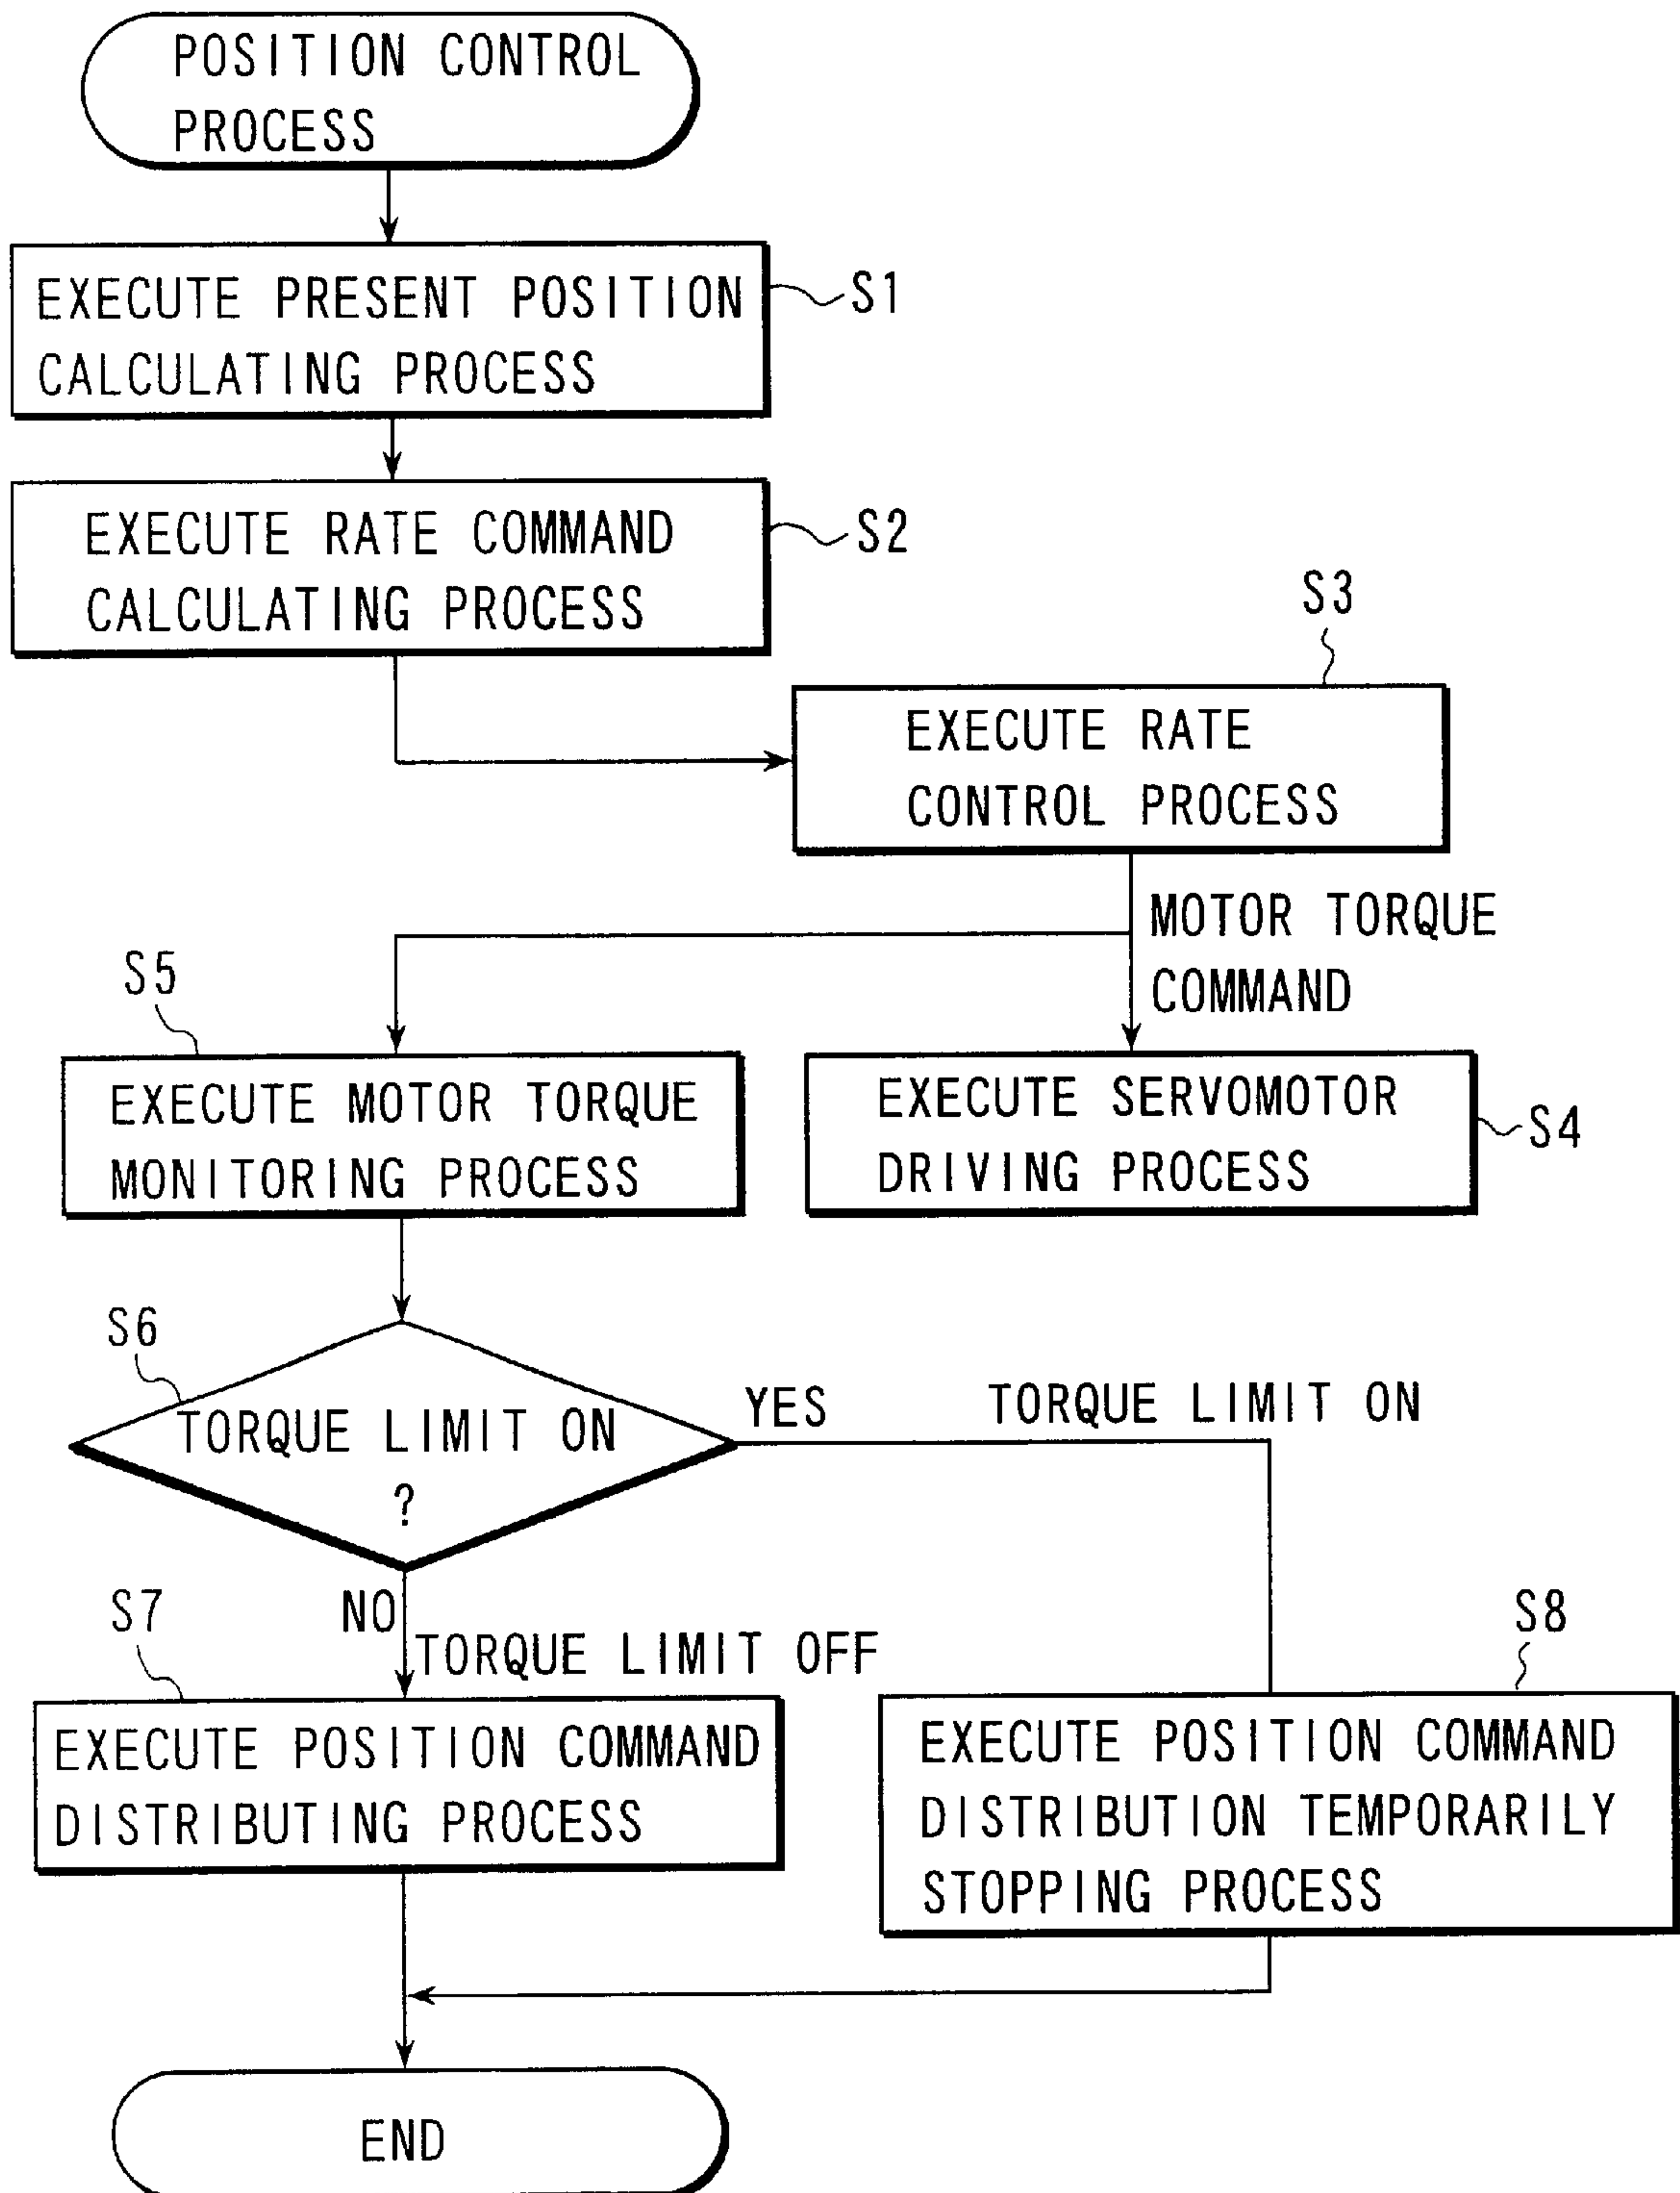 POSITION CONTROL
PROCESS
EXECUTE PRESENT POSITION
CALCULATING PROCESS
S1
EXECUTE RATE COMMAND
CALCULATING PROCESS
S2
S3
EXECUTE RATE
CONTROL PROCESS
MOTOR TORQUE
COMMAND
S5
EXECUTE MOTOR TORQUE
MONITORING PROCESS
EXECUTE SERVOMOTOR
DRIVING PROCESS
S4
S6
TORQUE LIMIT ON
?
YES
TORQUE LIMIT ON
NO
TORQUE LIMIT OFF
S7
EXECUTE POSITION COMMAND
DISTRIBUTING PROCESS
S8
EXECUTE POSITION COMMAND
DISTRIBUTION TEMPORARILY
STOPPING PROCESS
END